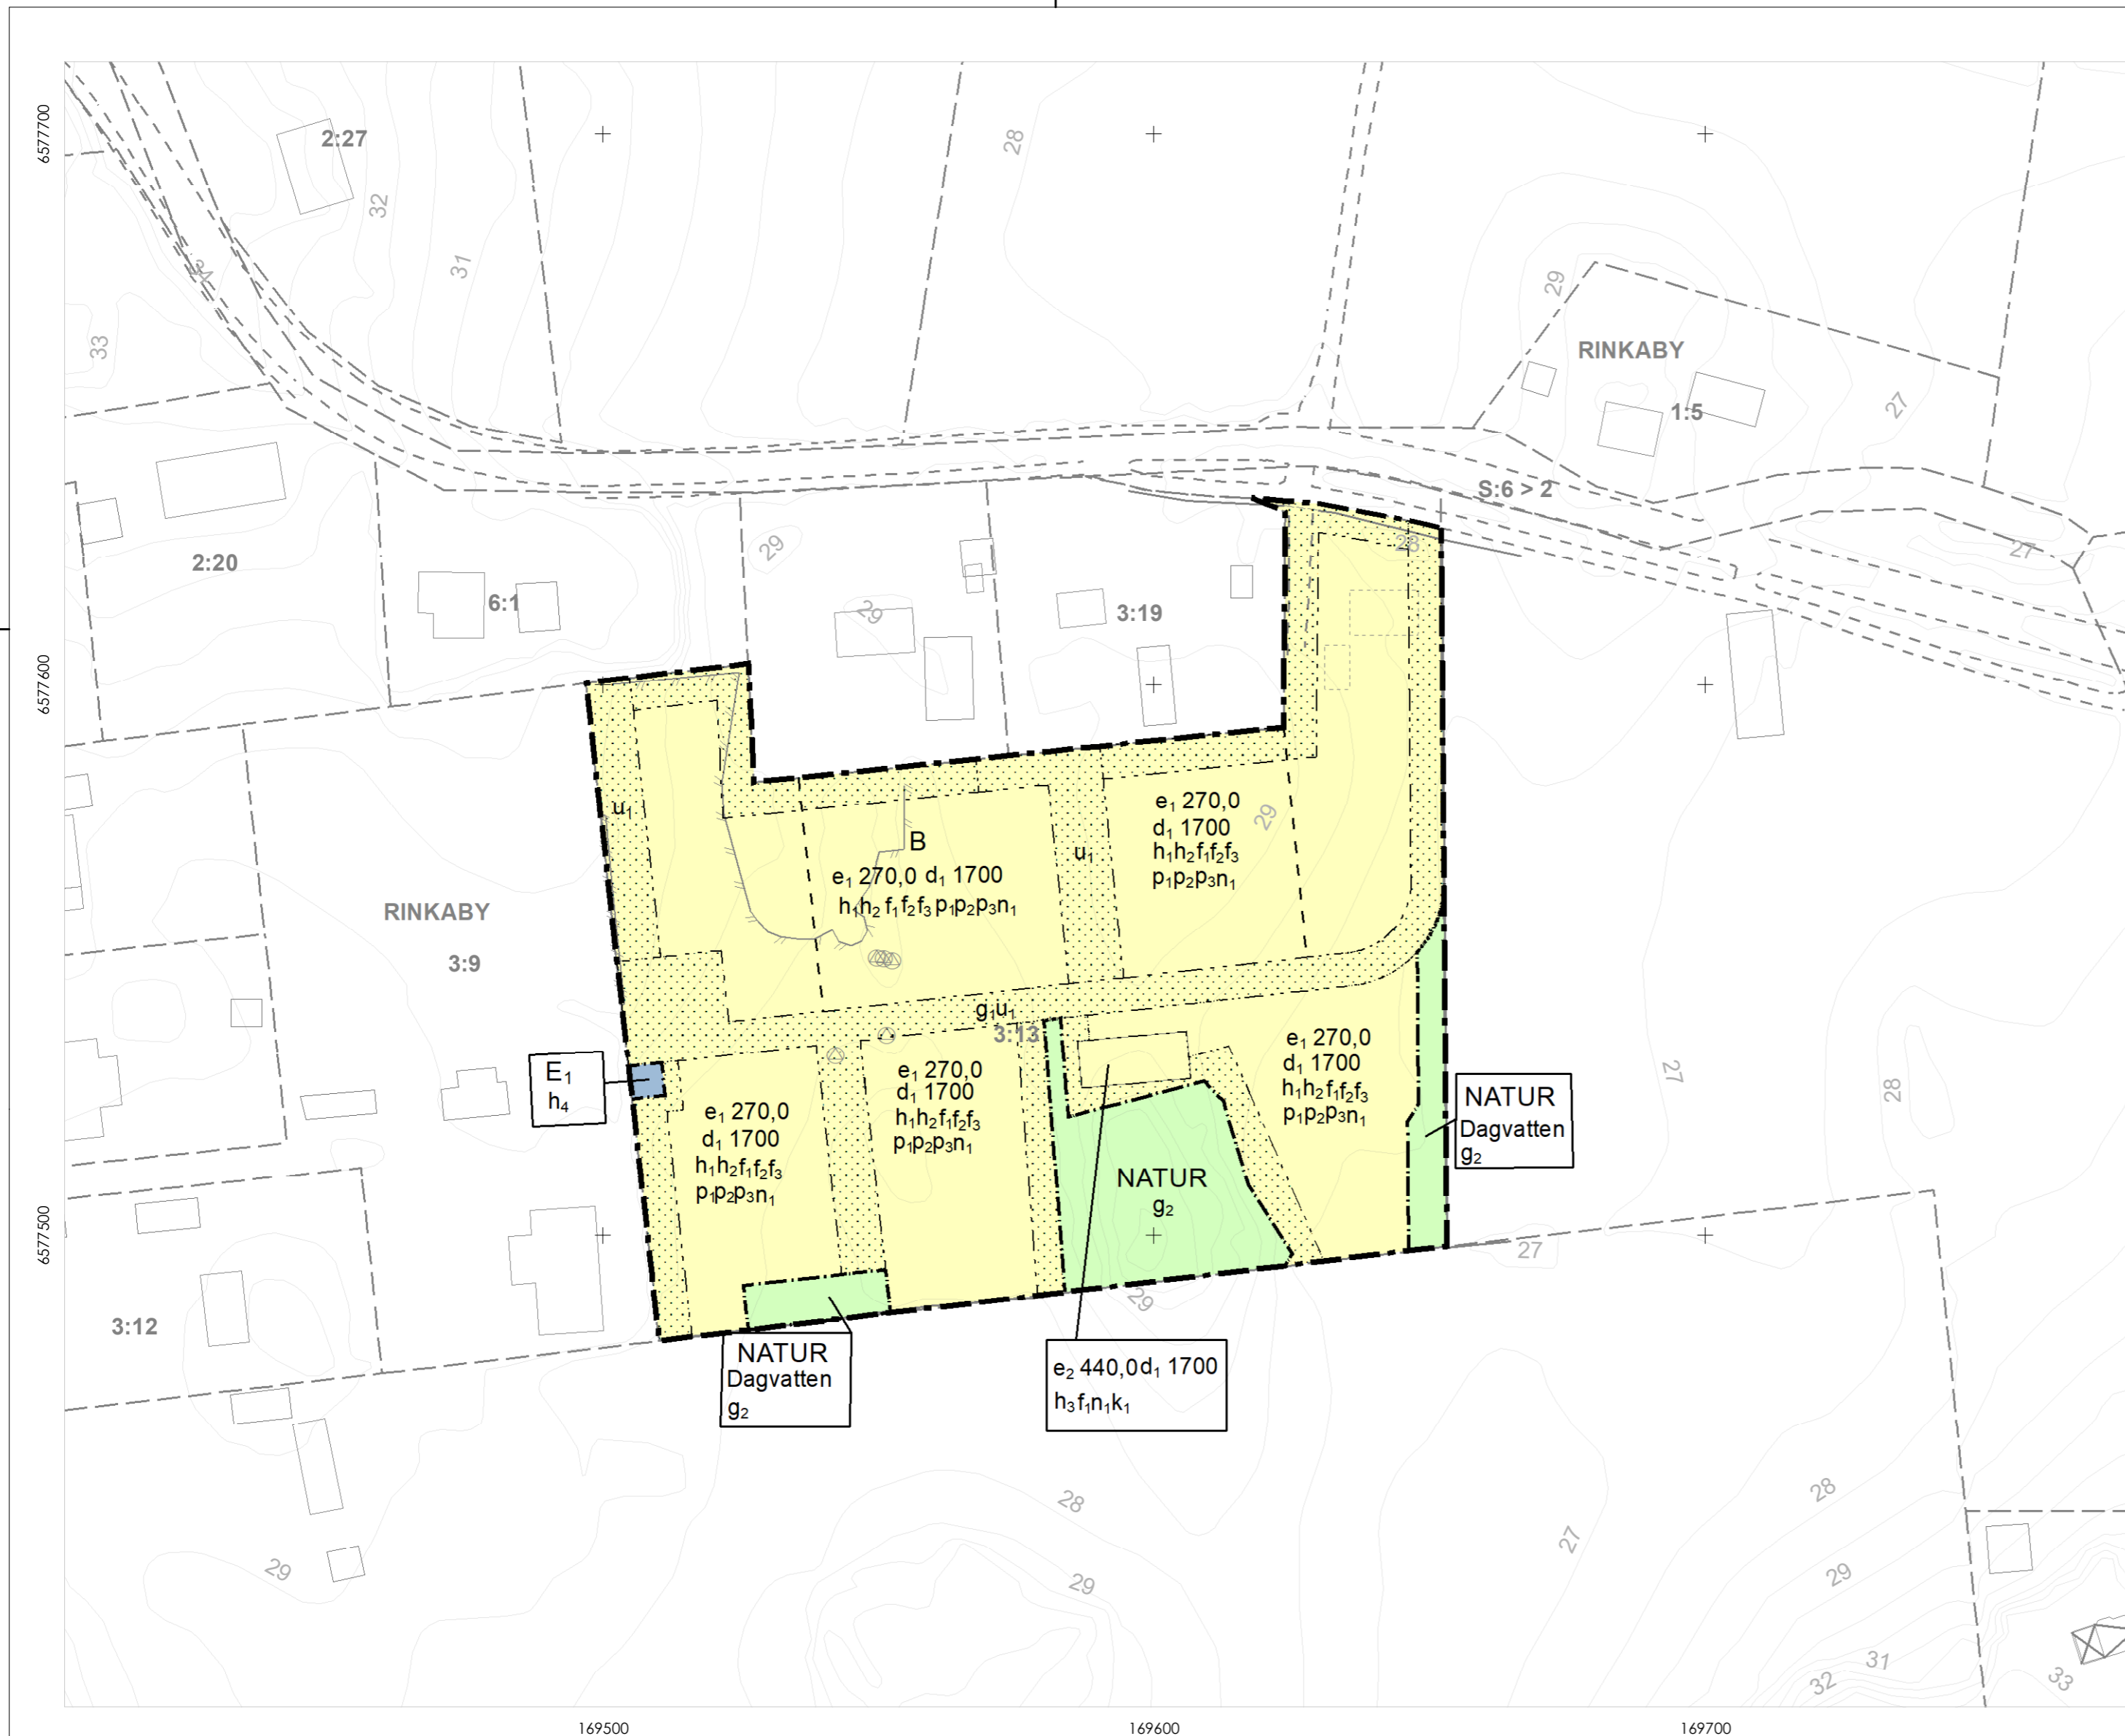 6577700
2:27
28
32
31
34
29
33
RINKABY
27
1:5
S:6 > 2
29
28
27
2:20
6:1
29
3:19
6577600
u₁
e₁ 270,0
d₁ 1700
h₁h₂f₁f₂f₃
p₁p₂p₃n₁
29
B
e₁ 270,0 d₁ 1700
h₁h₂ f₁f₂f₃ p₁p₂p₃n₁
u₁
RINKABY
3:9
g₁u₁
3:13
E₁
h₄
e₁ 270,0
d₁ 1700
h₁h₂f₁f₂f₃
p₁p₂p₃n₁
e₁ 270,0
d₁ 1700
h₁h₂f₁f₂f₃
p₁p₂p₃n₁
e₁ 270,0
d₁ 1700
h₁h₂f₁f₂f₃
p₁p₂p₃n₁
27
28
NATUR
Dagvatten
g₂
NATUR
g₂
6577500
27
29
3:12
NATUR
Dagvatten
g₂
e₂ 440,0 d₁ 1700
h₃f₁n₁k₁
28
28
27
29
29
29
31
32
33
169500
169600
169700